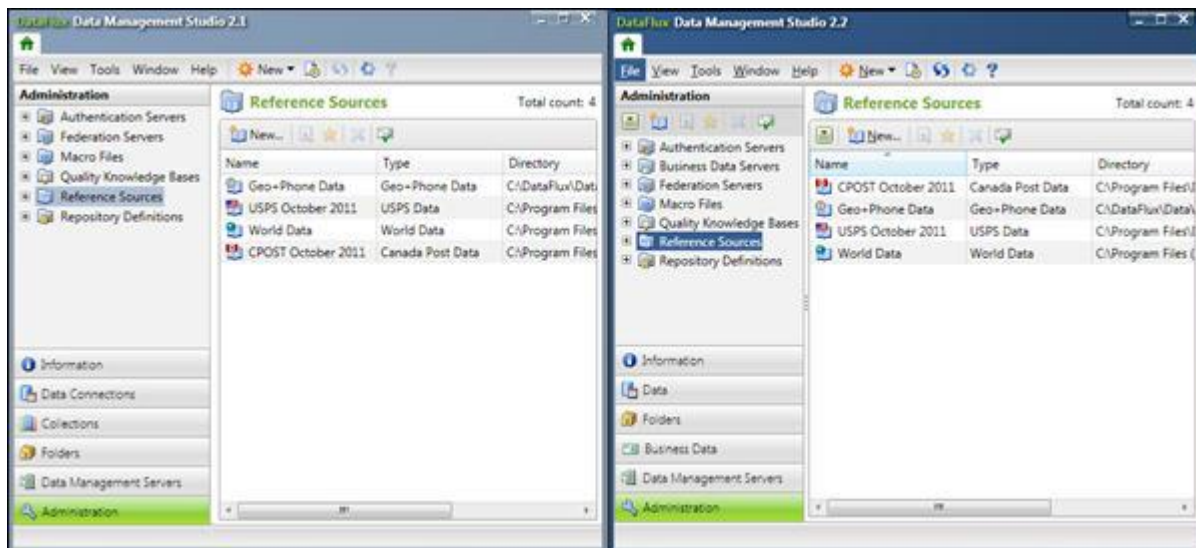 DataFlux Data Management Studio 2.1
File View Tools Window Help New
Administration
Authentication Servers
Federation Servers
Macro Files
Quality Knowledge Bases
Reference Sources
Repository Definitions
Information
Data Connections
Collections
Folders
Data Management Servers
Administration
Reference Sources Total count: 4
New...
Name Type Directory
Geo+Phone Data Geo+Phone Data C:\DataFlux\Dat
USPS October 2011 USPS Data C:\Program Files
World Data World Data C:\Program Files
CPOST October 2011 Canada Post Data C:\Program Files
DataFlux Data Management Studio 2.2
File View Tools Window Help New
Administration
Authentication Servers
Business Data Servers
Federation Servers
Macro Files
Quality Knowledge Bases
Reference Sources
Repository Definitions
Information
Data
Folders
Business Data
Data Management Servers
Administration
Reference Sources Total count: 4
New...
Name Type Directory
CPOST October 2011 Canada Post Data C:\Program Files\
Geo+Phone Data Geo+Phone Data C:\DataFlux\Data\
USPS October 2011 USPS Data C:\Program Files\
World Data World Data C:\Program Files (